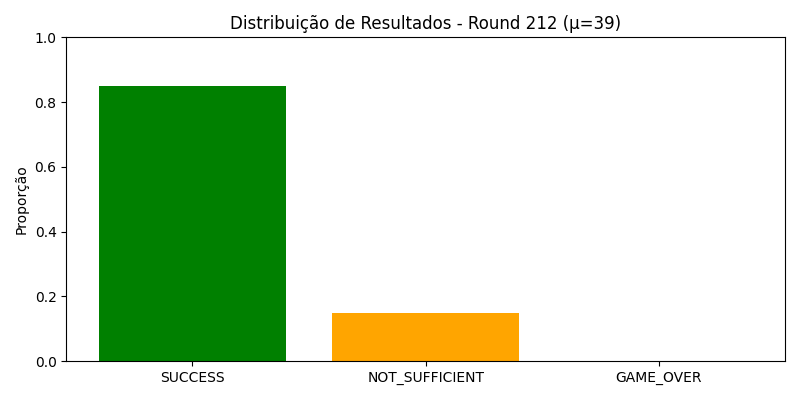 Distribuição de Resultados - Round 212 (μ=39)
1.0
0.8
0.6
0.4
0.2
0.0
Proporção
SUCCESS
NOT_SUFFICIENT
GAME_OVER